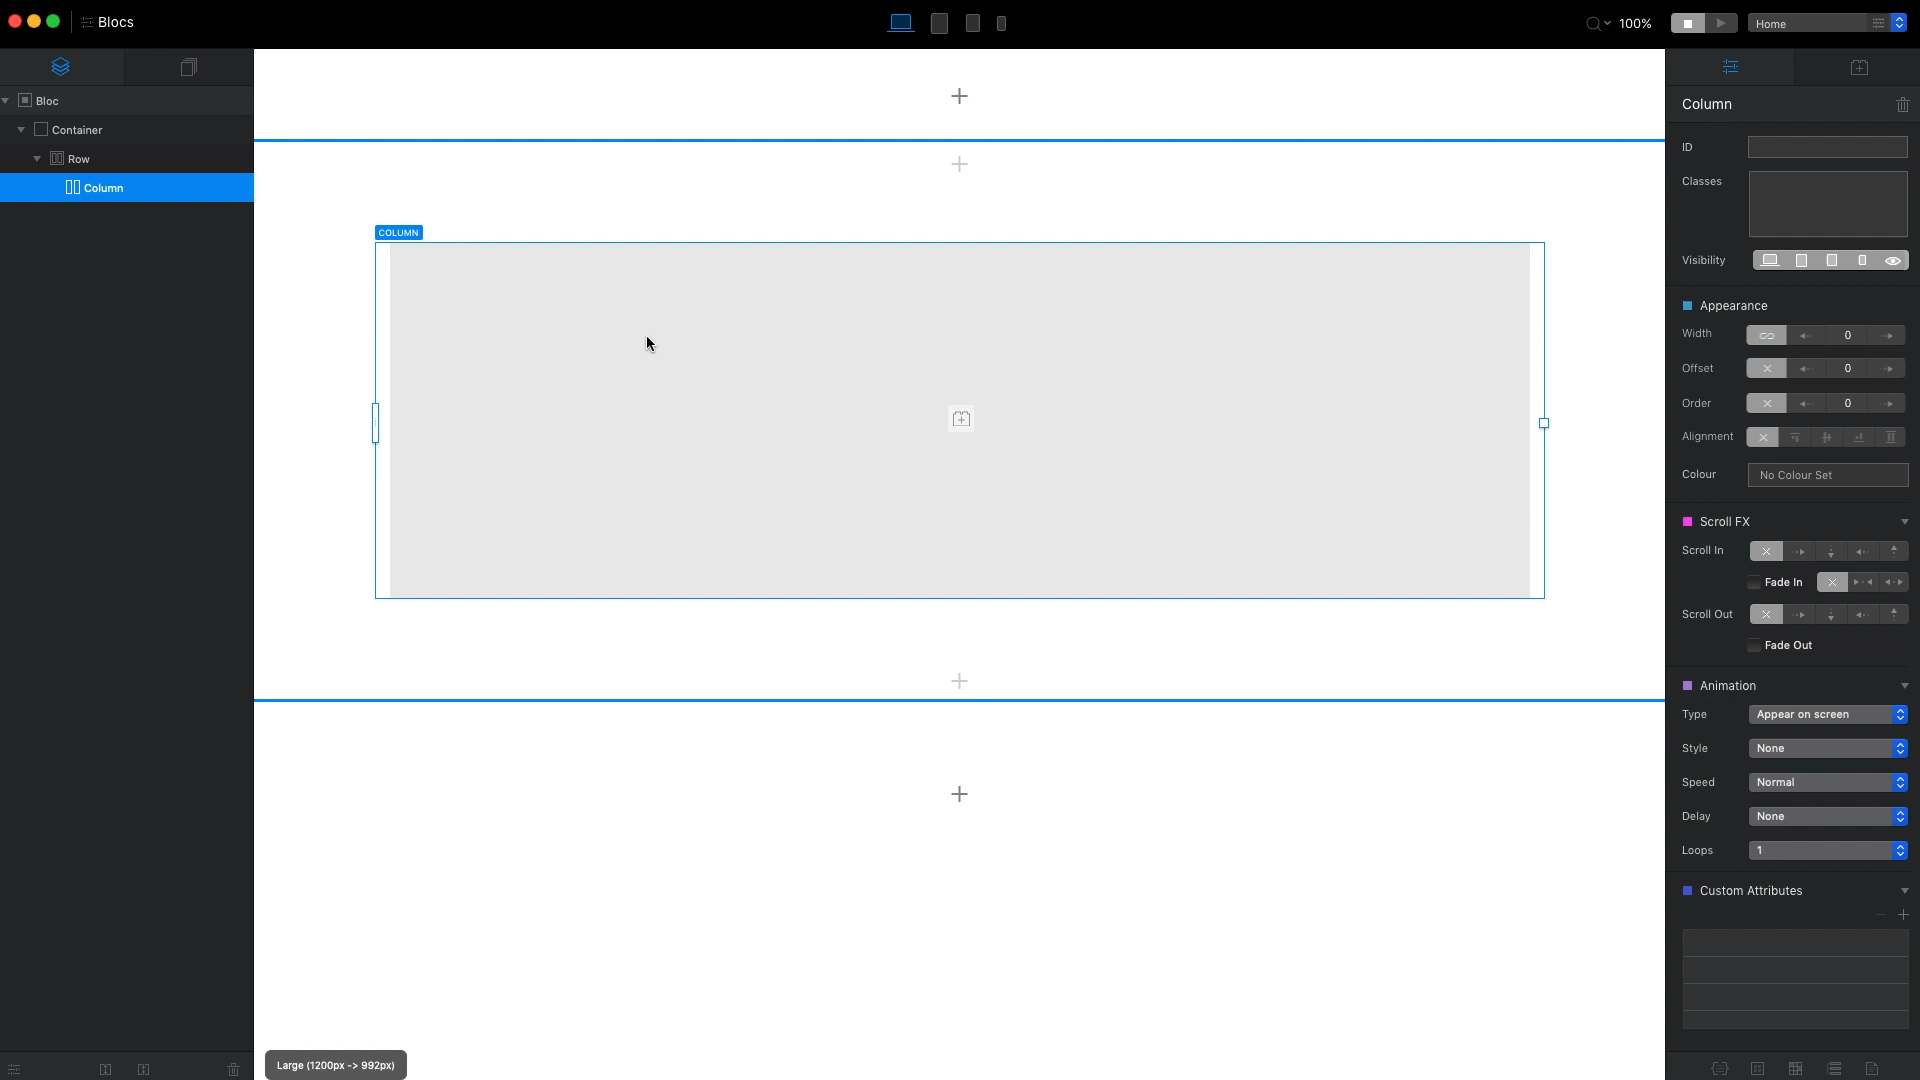 Blocs
100%
Home
Bloc
Container
Row
Column
COLUMN
Large (1200px -> 992px)
Column
ID
Classes
Visibility
Appearance
Width
0
Offset
0
Order
0
Alignment
Colour
No Colour Set
Scroll FX
Scroll In
Fade In
Scroll Out
Fade Out
Animation
Type
Appear on screen
Style
None
Speed
Normal
Delay
None
Loops
1
Custom Attributes